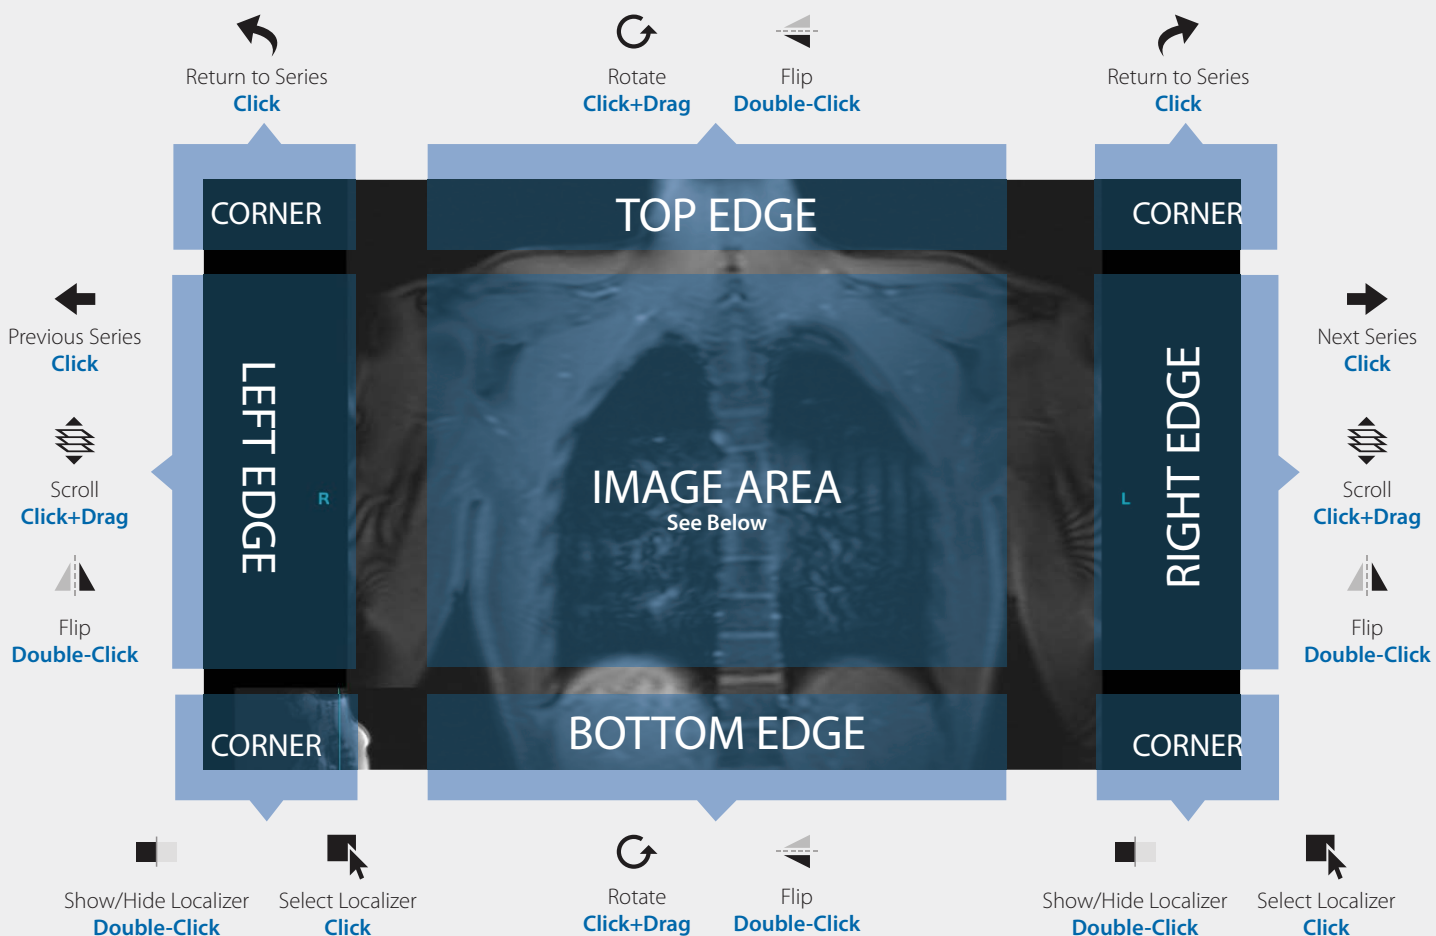 Return to Series
Click
Rotate
Click+Drag
Flip
Double-Click
Return to Series
Click
CORNER
TOP EDGE
CORNER
Previous Series
Click
Scroll
Click+Drag
Flip
Double-Click
LEFT EDGE
R
IMAGE AREA
See Below
L
RIGHT EDGE
Next Series
Click
Scroll
Click+Drag
Flip
Double-Click
CORNER
BOTTOM EDGE
CORNER
Show/Hide Localizer
Double-Click
Select Localizer
Click
Rotate
Click+Drag
Flip
Double-Click
Show/Hide Localizer
Double-Click
Select Localizer
Click